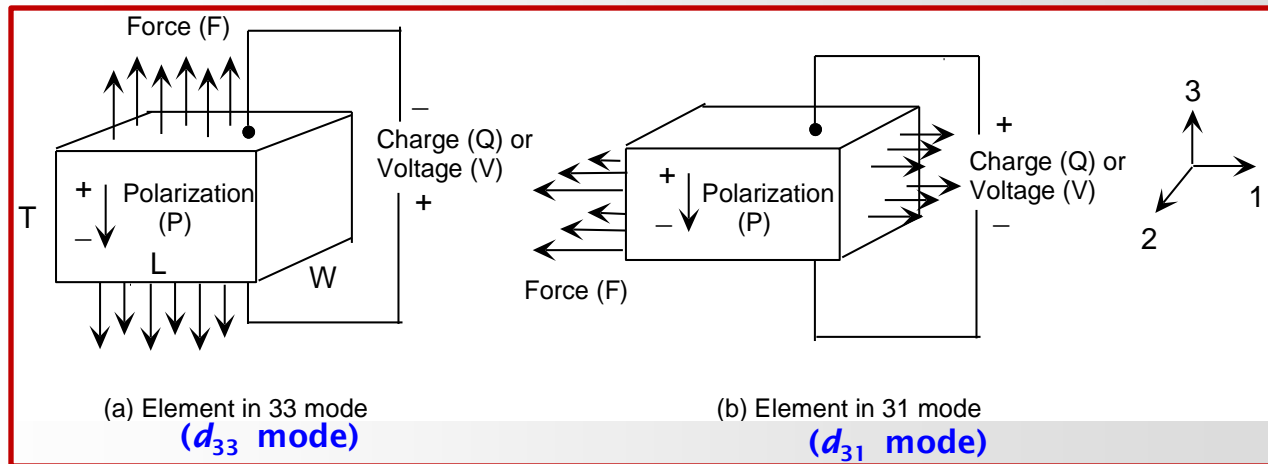 Force (F)
–
Charge (Q) or
Voltage (V)
+
+
Polarization
(P)
–
T
L
W
(a) Element in 33 mode
(d33 mode)
+
Charge (Q) or
Voltage (V)
–
+
Polarization
(P)
–
Force (F)
(b) Element in 31 mode
(d31 mode)
3
1
2